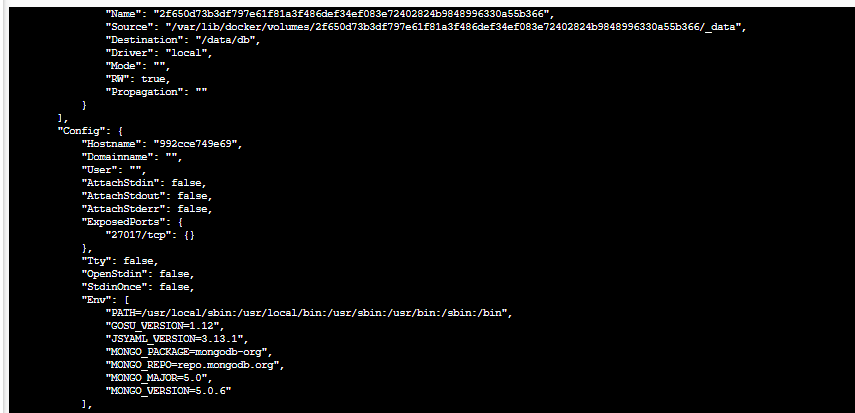 "Name": "2f650d73b3df797e61f81a3f486def34ef083e72402824b9848996330a55b366",
"Source": "/var/lib/docker/volumes/2f650d73b3df797e61f81a3f486def34ef083e72402824b9848996330a55b366/_data",
"Destination": "/data/db",
"Driver": "local",
"Mode": "",
"RW": true,
"Propagation": ""
}
],
"Config": {
"Hostname": "992cce749e69",
"Domainname": "",
"User": "",
"AttachStdin": false,
"AttachStdout": false,
"AttachStderr": false,
"ExposedPorts": {
"27017/tcp": {}
},
"Tty": false,
"OpenStdin": false,
"StdinOnce": false,
"Env": [
"PATH=/usr/local/sbin:/usr/local/bin:/usr/sbin:/usr/bin:/sbin:/bin",
"GOSU_VERSION=1.12",
"JSYAML_VERSION=3.13.1",
"MONGO_PACKAGE=mongodb-org",
"MONGO_REPO=repo.mongodb.org",
"MONGO_MAJOR=5.0",
"MONGO_VERSION=5.0.6"
],